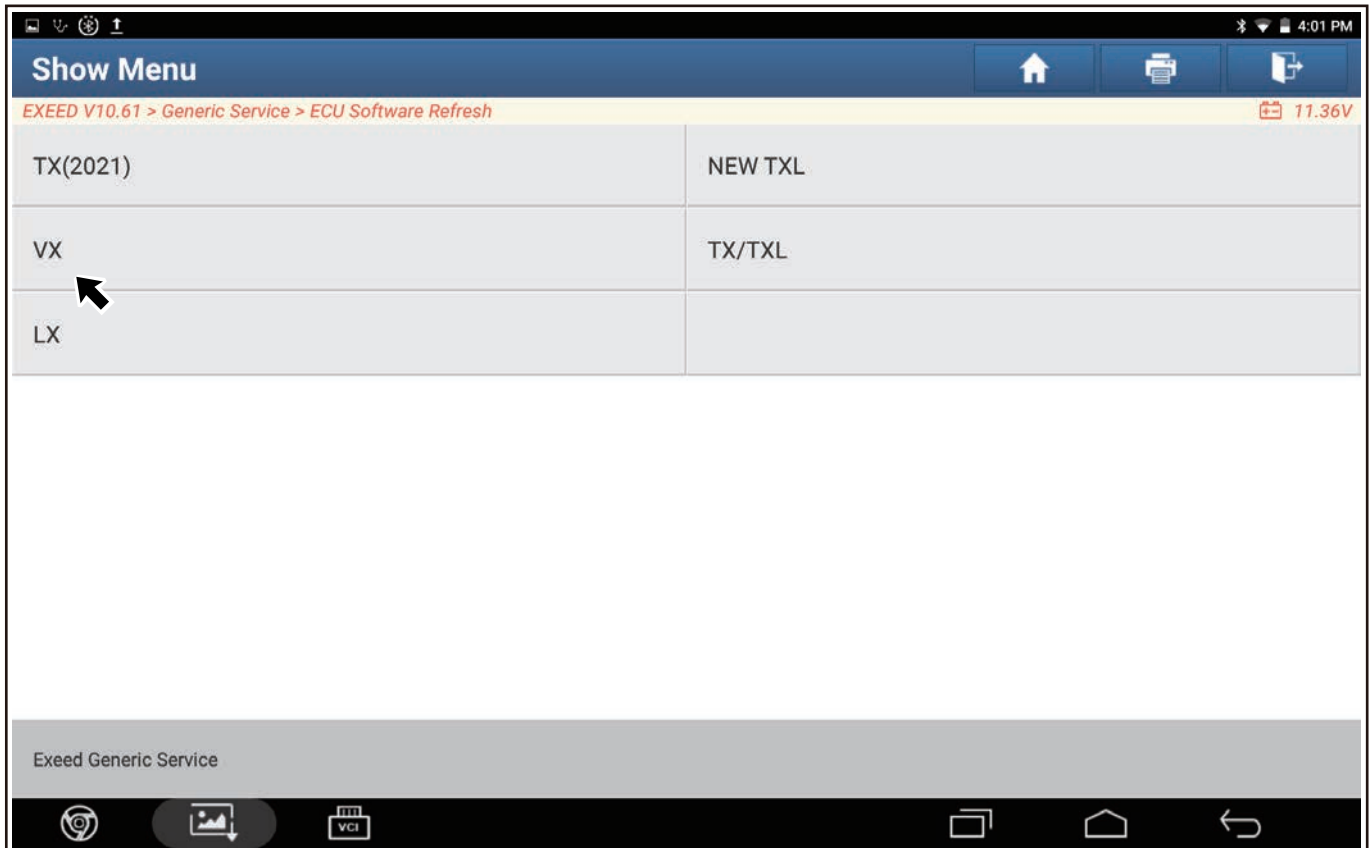 4:01 PM
Show Menu
EXEED V10.61 > Generic Service > ECU Software Refresh
11.36V
TX(2021)
NEW TXL
VX
TX/TXL
LX
Exeed Generic Service
VCI